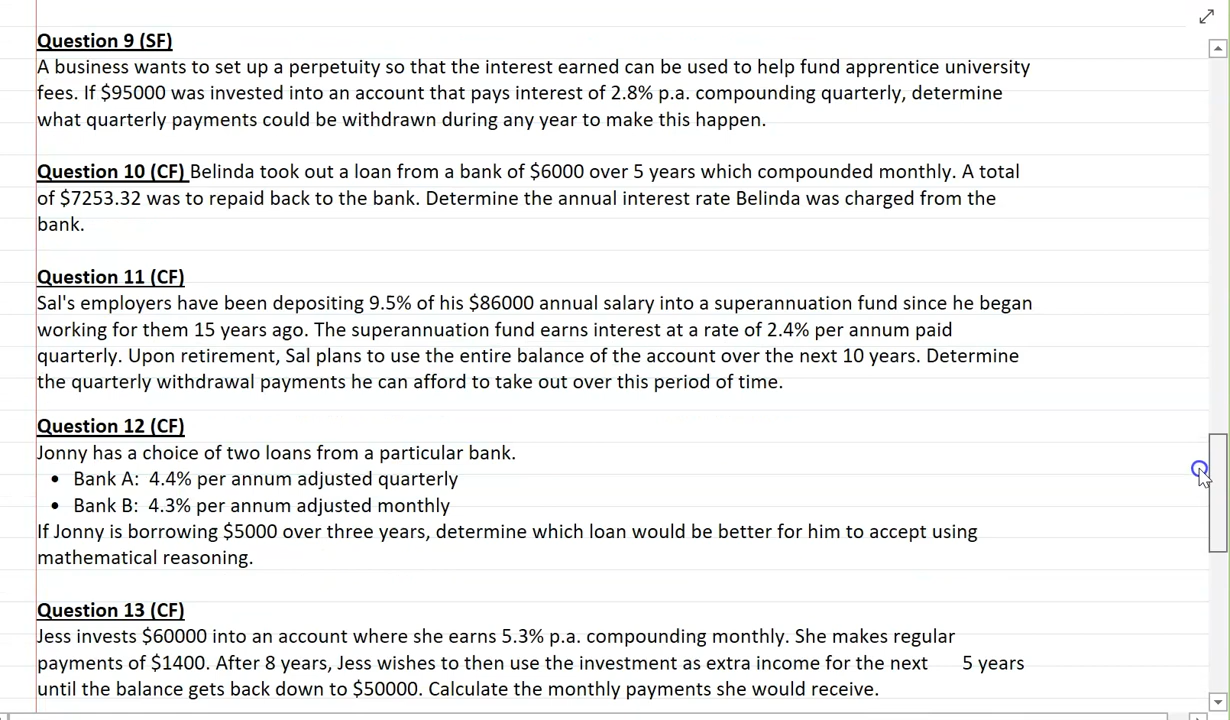 Question 9 (SF)
A business wants to set up a perpetuity so that the interest earned can be used to help fund apprentice university
fees. If $95000 was invested into an account that pays interest of 2.8% p.a. compounding quarterly, determine
what quarterly payments could be withdrawn during any year to make this happen.
Question 10 (CF) Belinda took out a loan from a bank of $6000 over 5 years which compounded monthly. A total
of $7253.32 was to repaid back to the bank. Determine the annual interest rate Belinda was charged from the
bank.
Question 11 (CF)
Sal's employers have been depositing 9.5% of his $86000 annual salary into a superannuation fund since he began
working for them 15 years ago. The superannuation fund earns interest at a rate of 2.4% per annum paid
quarterly. Upon retirement, Sal plans to use the entire balance of the account over the next 10 years. Determine
the quarterly withdrawal payments he can afford to take out over this period of time.
Question 12 (CF)
Jonny has a choice of two loans from a particular bank.
• Bank A: 4.4% per annum adjusted quarterly
• Bank B: 4.3% per annum adjusted monthly
If Jonny is borrowing $5000 over three years, determine which loan would be better for him to accept using
mathematical reasoning.
Question 13 (CF)
Jess invests $60000 into an account where she earns 5.3% p.a. compounding monthly. She makes regular
payments of $1400. After 8 years, Jess wishes to then use the investment as extra income for the next 5 years
until the balance gets back down to $50000. Calculate the monthly payments she would receive.